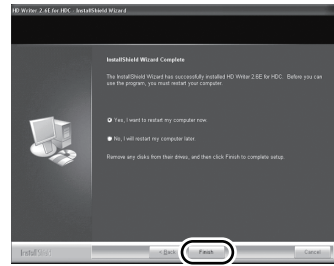 HD Writer 2.6E for HDC - InstallShield Wizard
InstallShield Wizard Complete
The InstallShield Wizard has successfully installed HD Writer 2.6E for HDC. Before you can
use the program, you must restart your computer.
Yes, I want to restart my computer now.
No, I will restart my computer later.
Remove any disks from their drives, and then click Finish to complete setup.
InstallShield
< Back
Finish
Cancel